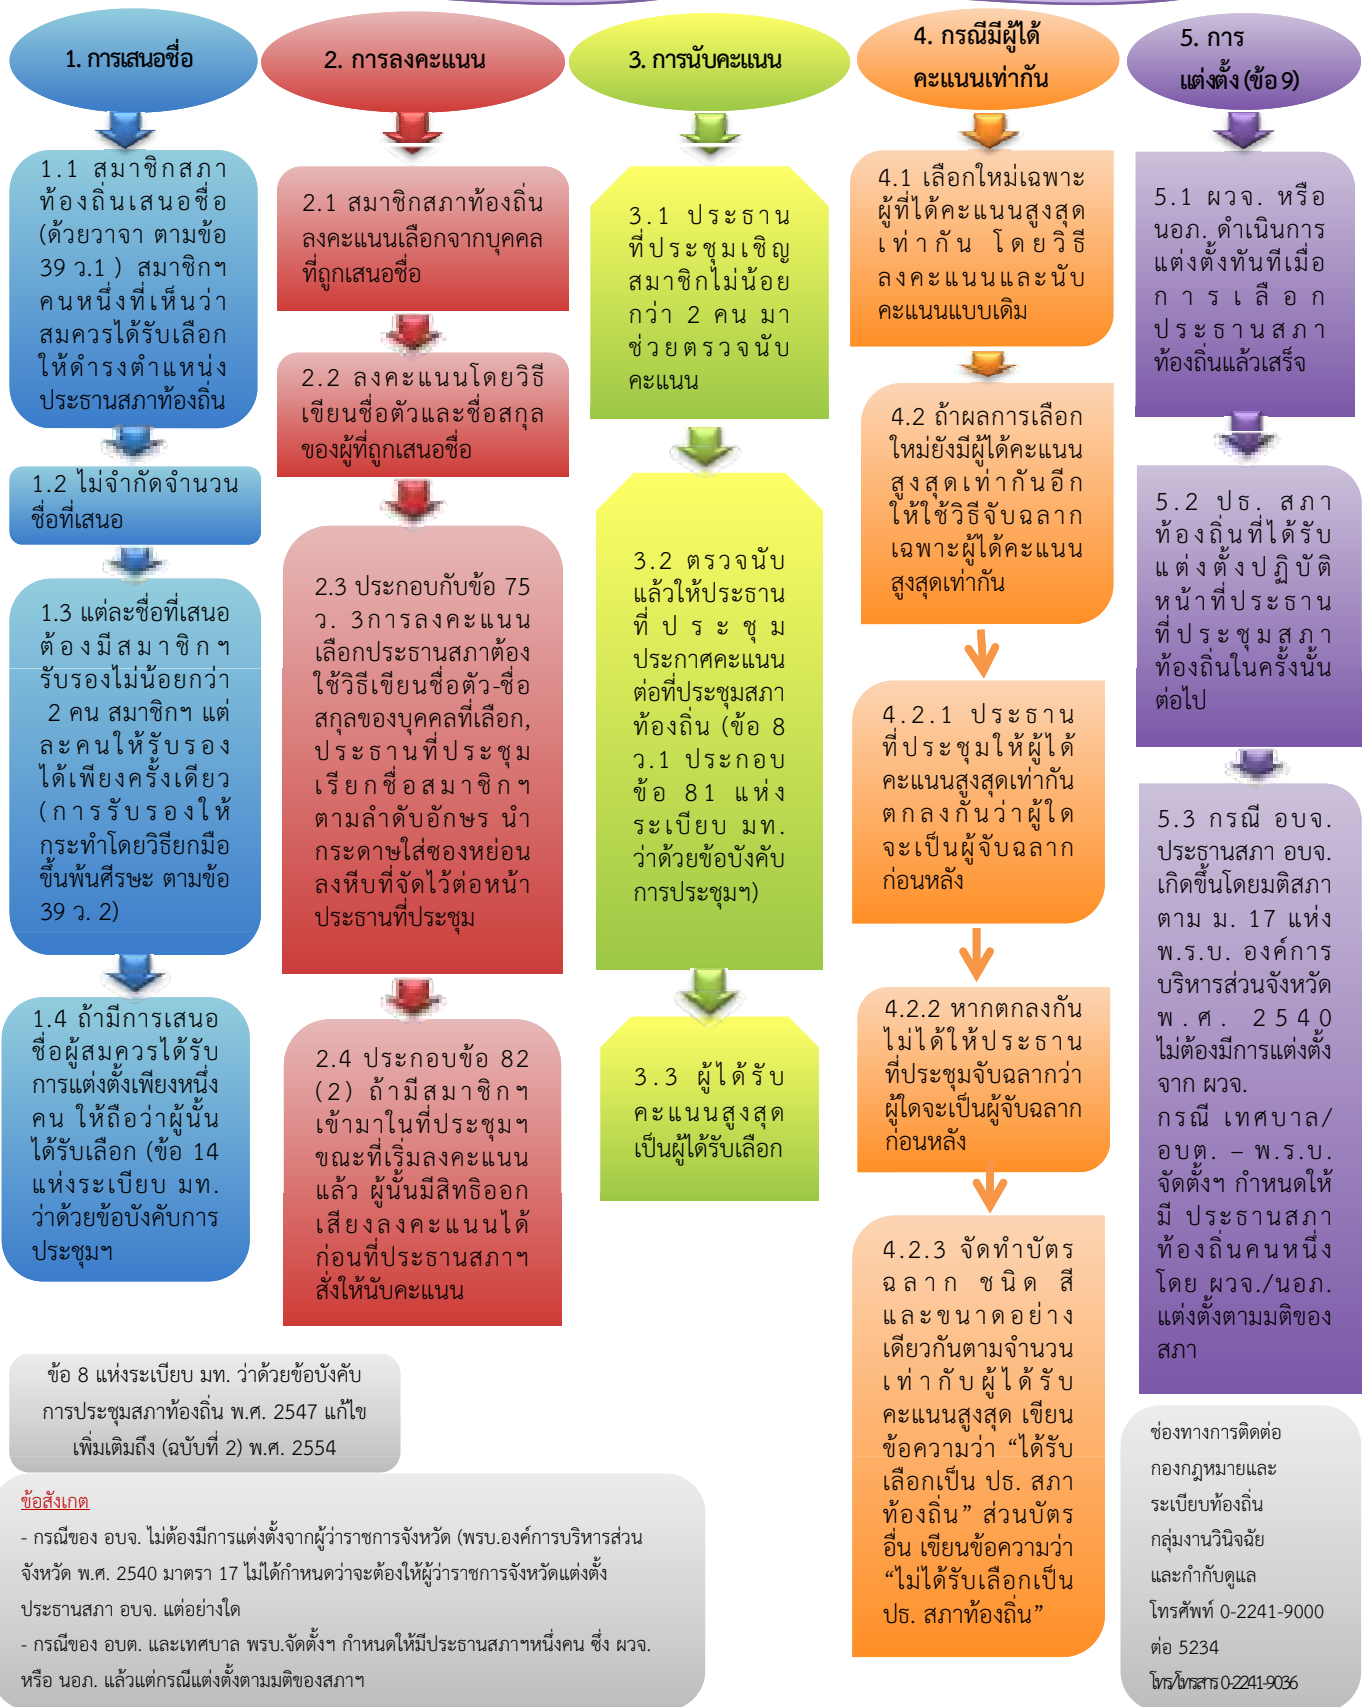 1. การเสนอชื่อ
1.1 สมาชิกสภา
ท้องถิ่นเสนอชื่อ
(ด้วยวาจา ตามข้อ
39 ว.1 ) สมาชิกฯ
คนหนึ่งที่เห็นว่า
สมควรได้รับเลือก
ให้ดำรงตำแหน่ง
ประธานสภาท้องถิ่น
1.2 ไม่จำกัดจำนวน
ชื่อที่เสนอ
1.3 แต่ละชื่อที่เสนอ
ต้องมีสมาชิกฯ
รับรองไม่น้อยกว่า
2 คน สมาชิกฯ แต่
ละคนให้รับรอง
ได้เพียงครั้งเดียว
(การรับรองให้
กระทำโดยวิธียกมือ
ขึ้นพ้นศีรษะ ตามข้อ
39 ว. 2)
1.4 ถ้ามีการเสนอ
ชื่อผู้สมควรได้รับ
การแต่งตั้งเพียงหนึ่ง
คน ให้ถือว่าผู้นั้น
ได้รับเลือก (ข้อ 14
แห่งระเบียบ มท.
ว่าด้วยข้อบังคับการ
ประชุมฯ
2. การลงคะแนน
2.1 สมาชิกสภาท้องถิ่น
ลงคะแนนเลือกจากบุคคล
ที่ถูกเสนอชื่อ
2.2 ลงคะแนนโดยวิธี
เขียนชื่อตัวและชื่อสกุล
ของผู้ที่ถูกเสนอชื่อ
2.3 ประกอบกับข้อ 75
ว. 3การลงคะแนน
เลือกประธานสภาต้อง
ใช้วิธีเขียนชื่อตัว-ชื่อ
สกุลของบุคคลที่เลือก,
ประธานที่ประชุม
เรียกชื่อสมาชิกฯ
ตามลำดับอักษร นำ
กระดาษใส่ซองหย่อน
ลงหีบที่จัดไว้ต่อหน้า
ประธานที่ประชุม
2.4 ประกอบข้อ 82
(2) ถ้ามีสมาชิกฯ
เข้ามาในที่ประชุมฯ
ขณะที่เริ่มลงคะแนน
แล้ว ผู้นั้นมีสิทธิออก
เสียงลงคะแนนได้
ก่อนที่ประธานสภาฯ
สั่งให้นับคะแนน
3. การนับคะแนน
3.1 ประธาน
ที่ประชุมเชิญ
สมาชิกไม่น้อย
กว่า 2 คน มา
ช่วยตรวจนับ
คะแนน
3.2 ตรวจนับ
แล้วให้ประธาน
ที่ประชุม
ประกาศคะแนน
ต่อที่ประชุมสภา
ท้องถิ่น (ข้อ 8
ว.1 ประกอบ
ข้อ 81 แห่ง
ระเบียบ มท.
ว่าด้วยข้อบังคับ
การประชุมฯ)
3.3 ผู้ได้รับ
คะแนนสูงสุด
เป็นผู้ได้รับเลือก
4. กรณีมีผู้ได้
คะแนนเท่ากัน
4.1 เลือกใหม่เฉพาะ
ผู้ที่ได้คะแนนสูงสุด
เท่ากัน โดยวิธี
ลงคะแนนและนับ
คะแนนแบบเดิม
4.2 ถ้าผลการเลือก
ใหม่ยังมีผู้ได้คะแนน
สูงสุดเท่ากันอีก
ให้ใช้วิธีจับฉลาก
เฉพาะผู้ได้คะแนน
สูงสุดเท่ากัน
4.2.1 ประธาน
ที่ประชุมให้ผู้ได้
คะแนนสูงสุดเท่ากัน
ตกลงกันว่าผู้ใด
จะเป็นผู้จับฉลาก
ก่อนหลัง
4.2.2 หากตกลงกัน
ไม่ได้ให้ประธาน
ที่ประชุมจับฉลากว่า
ผู้ใดจะเป็นผู้จับฉลาก
ก่อนหลัง
4.2.3 จัดทำบัตร
ฉลาก ชนิด สี
และขนาดอย่าง
เดียวกันตามจำนวน
เท่ากับผู้ได้รับ
คะแนนสูงสุด เขียน
ข้อความว่า “ได้รับ
เลือกเป็น ปธ. สภา
ท้องถิ่น” ส่วนบัตร
อื่น เขียนข้อความว่า
“ไม่ได้รับเลือกเป็น
ปธ. สภาท้องถิ่น”
5. การ
แต่งตั้ง (ข้อ 9)
5.1 ผวจ. หรือ
นอภ. ดำเนินการ
แต่งตั้งทันทีเมื่อ
การเลือก
ประธานสภา
ท้องถิ่นแล้วเสร็จ
5.2 ปธ. สภา
ท้องถิ่นที่ได้รับ
แต่งตั้งปฏิบัติ
หน้าที่ประธาน
ที่ประชุมสภา
ท้องถิ่นในครั้งนั้น
ต่อไป
5.3 กรณี อบจ.
ประธานสภา อบจ.
เกิดขึ้นโดยมติสภา
ตาม ม. 17 แห่ง
พ.ร.บ. องค์การ
บริหารส่วนจังหวัด
พ.ศ. 2540
ไม่ต้องมีการแต่งตั้ง
จาก ผวจ.
กรณี เทศบาล/
อบต. – พ.ร.บ.
จัดตั้งฯ กำหนดให้
มี ประธานสภา
ท้องถิ่นคนหนึ่ง
โดย ผวจ./นอภ.
แต่งตั้งตามมติของ
สภา
ข้อ 8 แห่งระเบียบ มท. ว่าด้วยข้อบังคับ
การประชุมสภาท้องถิ่น พ.ศ. 2547 แก้ไข
เพิ่มเติมถึง (ฉบับที่ 2) พ.ศ. 2554
ข้อสังเกต
- กรณีของ อบจ. ไม่ต้องมีการแต่งจากผู้ว่าราชการจังหวัด (พรบ.องค์การบริหารส่วน
จังหวัด พ.ศ. 2540 มาตรา 17 ไม่ได้กำหนดว่าจะต้องให้ผู้ว่าราชการจังหวัดแต่งตั้ง
ประธานสภา อบจ. แต่อย่างใด
- กรณีของ อบต. และเทศบาล พรบ.จัดตั้งฯ กำหนดให้มีประธานสภาฯหนึ่งคน ซึ่ง ผวจ.
หรือ นอภ. แล้วแต่กรณีแต่งตั้งตามมติของสภาฯ
ช่องทางการติดต่อ
กองกฎหมายและ
ระเบียบท้องถิ่น
กลุ่มงานวินิจฉัย
และกำกับดูแล
โทรศัพท์ 0-2241-9000
ต่อ 5234
โทร/โทรสาร 0-2241-9036